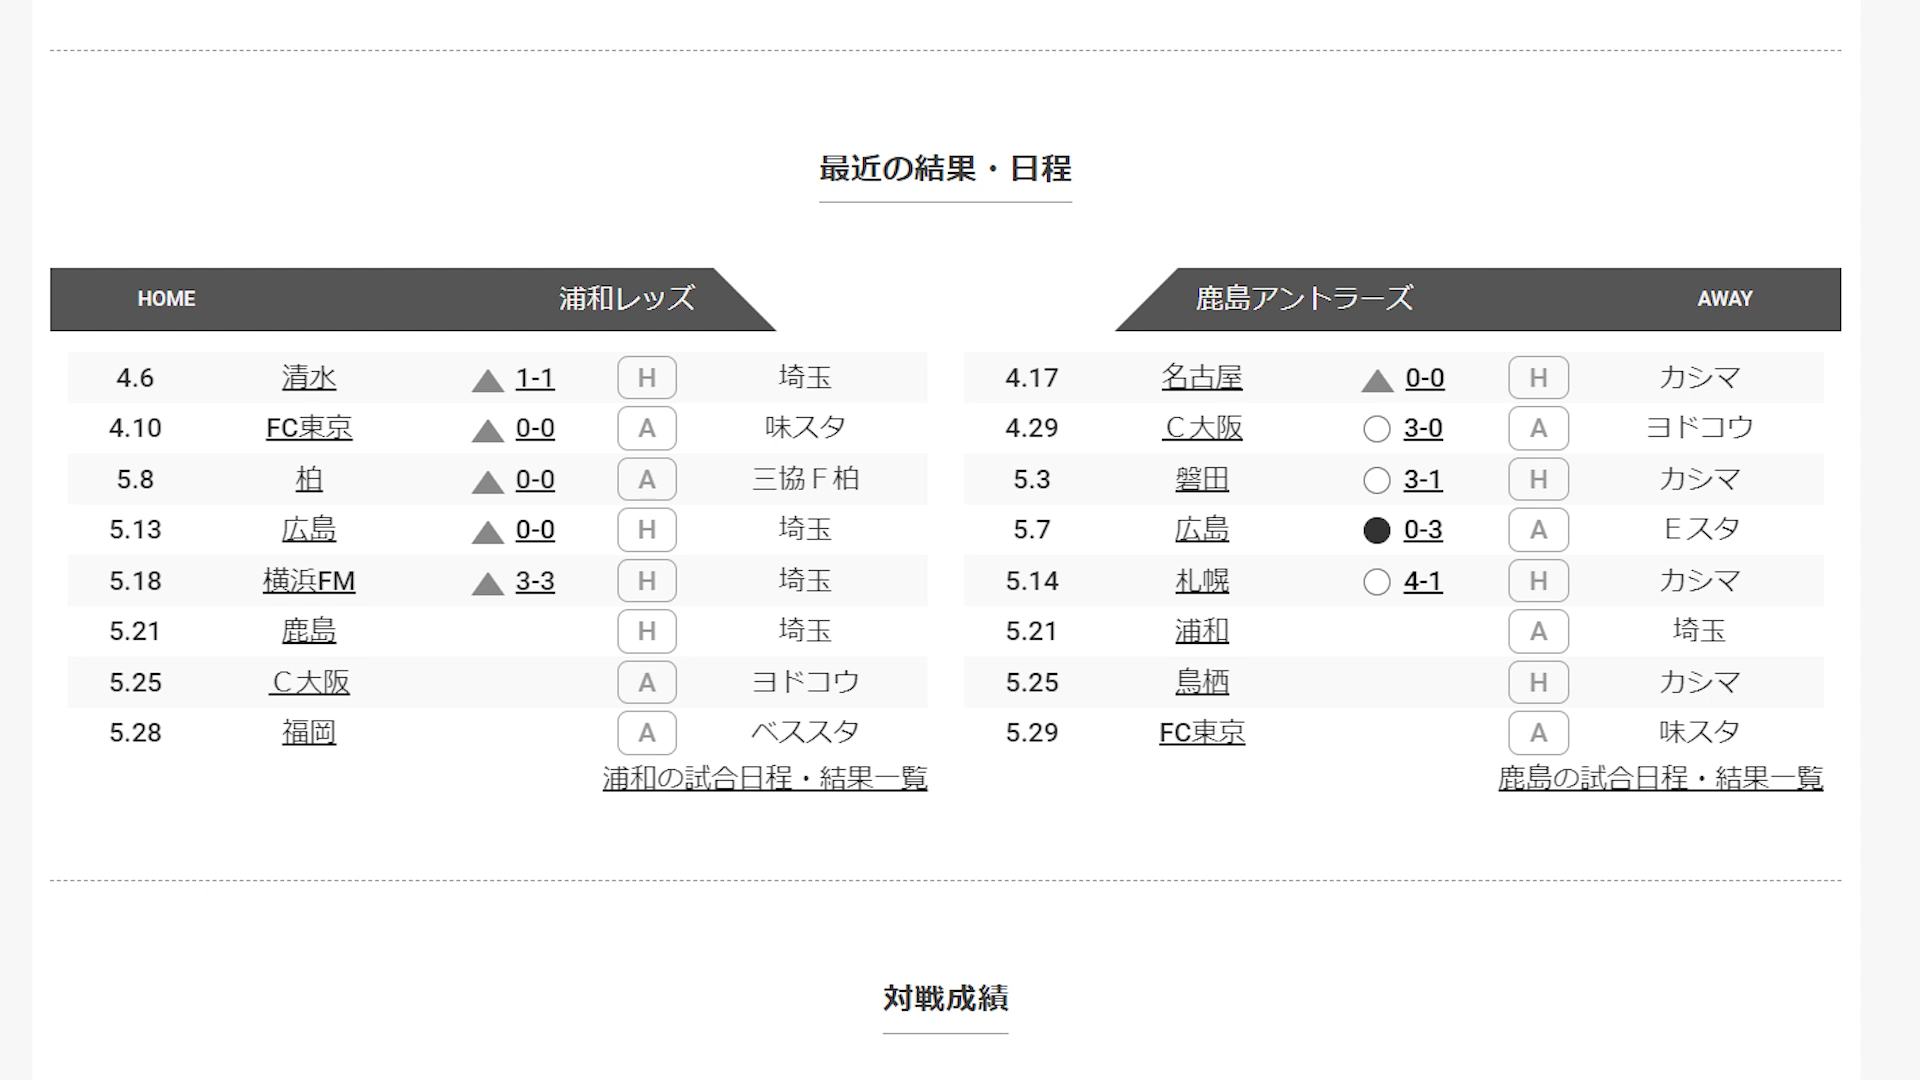 最近の結果・日程
HOME 浦和レッズ
4.6 清水 ▲ 1-1 H 埼玉
4.10 FC東京 ▲ 0-0 A 味スタ
5.8 柏 ▲ 0-0 A 三協Ｆ柏
5.13 広島 ▲ 0-0 H 埼玉
5.18 横浜FM ▲ 3-3 H 埼玉
5.21 鹿島 H 埼玉
5.25 Ｃ大阪 A ヨドコウ
5.28 福岡 A ベススタ
浦和の試合日程・結果一覧
鹿島アントラーズ AWAY
4.17 名古屋 ▲ 0-0 H カシマ
4.29 Ｃ大阪 ○ 3-0 A ヨドコウ
5.3 磐田 ○ 3-1 H カシマ
5.7 広島 ● 0-3 A Ｅスタ
5.14 札幌 ○ 4-1 H カシマ
5.21 浦和 A 埼玉
5.25 鳥栖 H カシマ
5.29 FC東京 A 味スタ
鹿島の試合日程・結果一覧
対戦成績